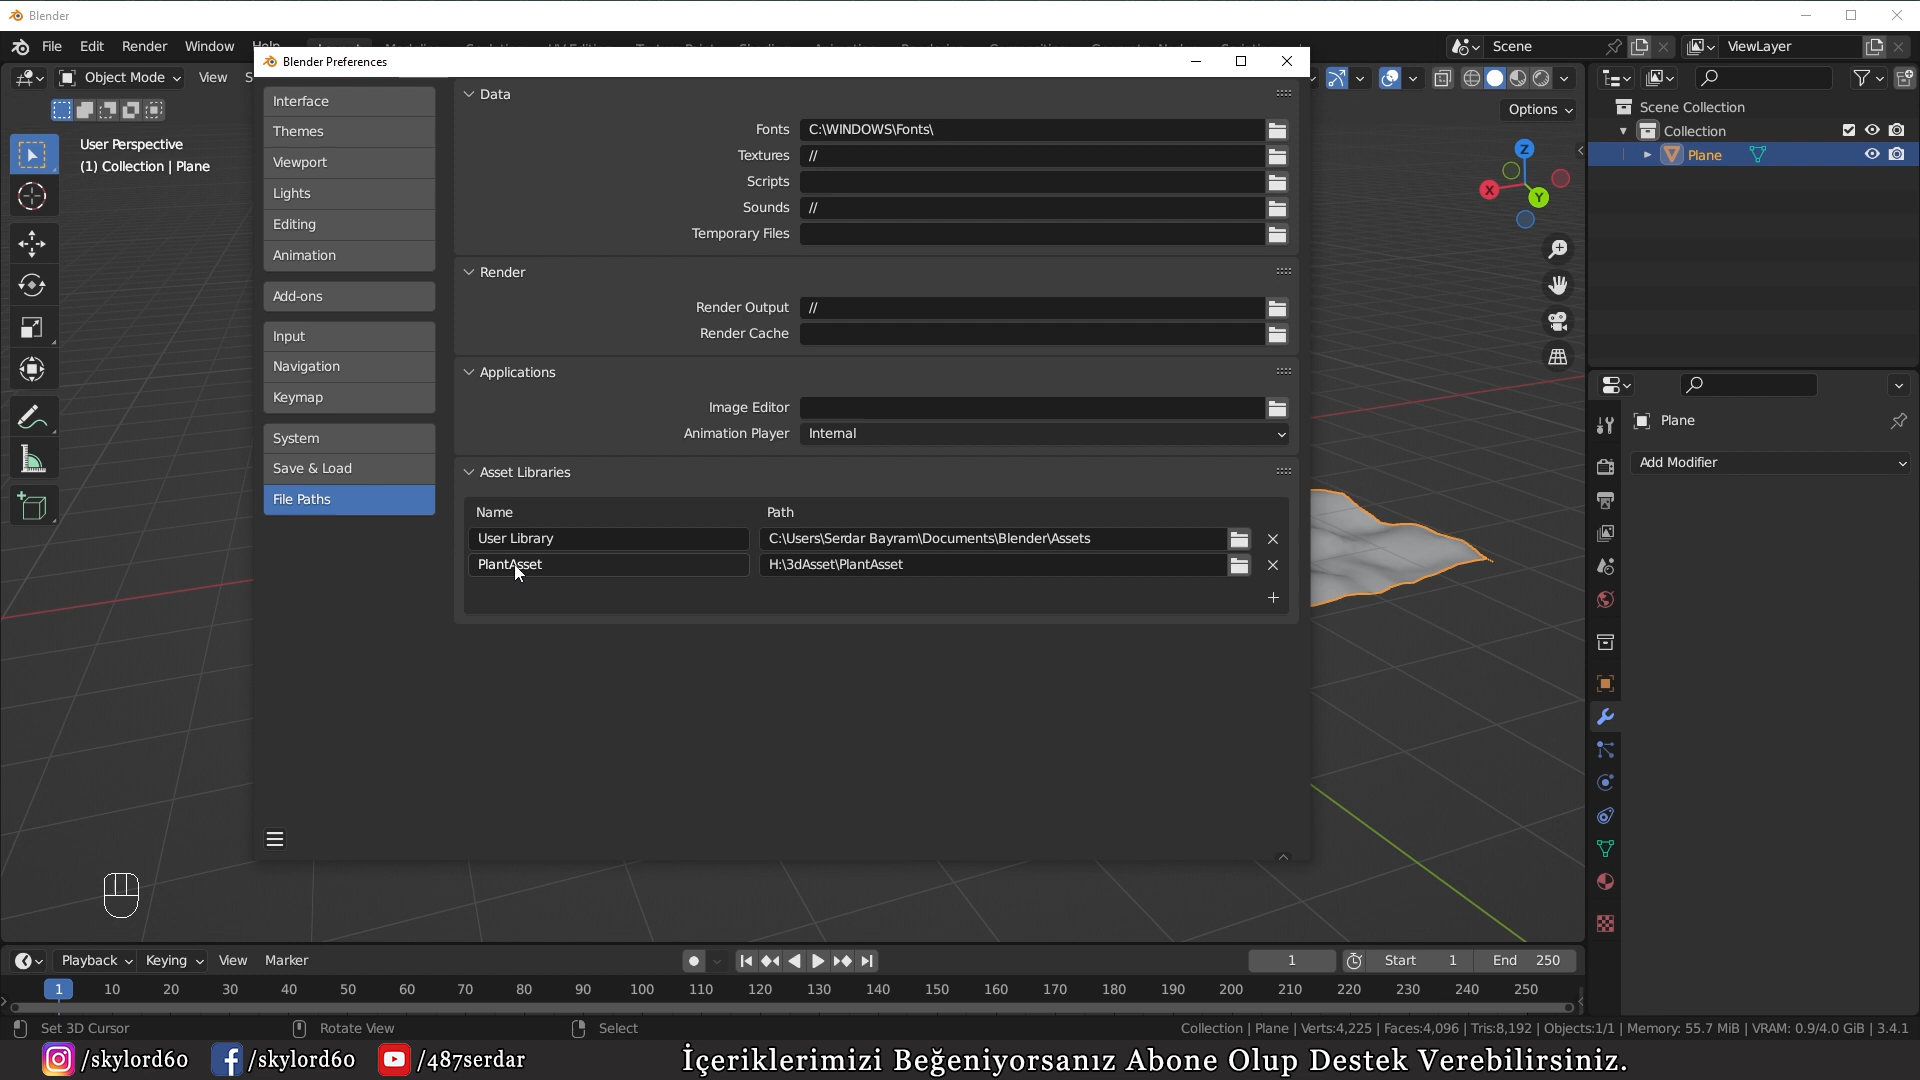 Blender
File Edit Render Window Help
Scene
ViewLayer
Blender Preferences
Object Mode
View
S
Options
User Perspective
(1) Collection | Plane
X
Y
Z
Interface
Themes
Viewport
Lights
Editing
Animation
Add-ons
Input
Navigation
Keymap
System
Save & Load
File Paths
Data
Fonts C:\WINDOWS\Fonts\
Textures //
Scripts
Sounds //
Temporary Files
Render
Render Output //
Render Cache
Applications
Image Editor
Animation Player Internal
Asset Libraries
Name Path
User Library C:\Users\Serdar Bayram\Documents\Blender\Assets
PlantAsset H:\3dAsset\PlantAsset
Scene Collection
Collection
Plane
Plane
Add Modifier
Playback Keying View Marker
1
Start 1
End 250
1 10 20 30 40 50 60 70 80 90 100 110 120 130 140 150 160 170 180 190 200 210 220 230 240 250
Set 3D Cursor Rotate View Select
Collection | Plane | Verts:4,225 | Faces:4,096 | Tris:8,192 | Objects:1/1 | Memory: 55.7 MiB | VRAM: 0.9/4.0 GiB | 3.4.1
/skylord60 /skylord60 /487serdar
İçeriklerimizi Beğeniyorsanız Abone Olup Destek Verebilirsiniz.